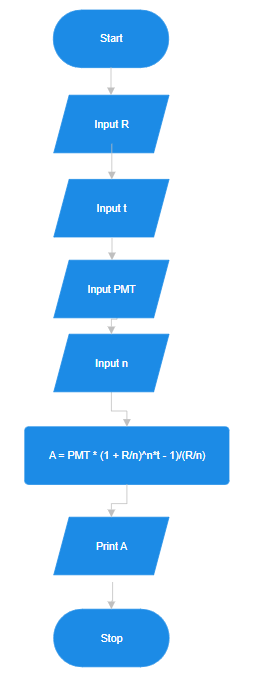 Start
Input R
Input t
Input PMT
Input n
A = PMT * (1 + R/n)^n*t - 1)/(R/n)
Print A
Stop